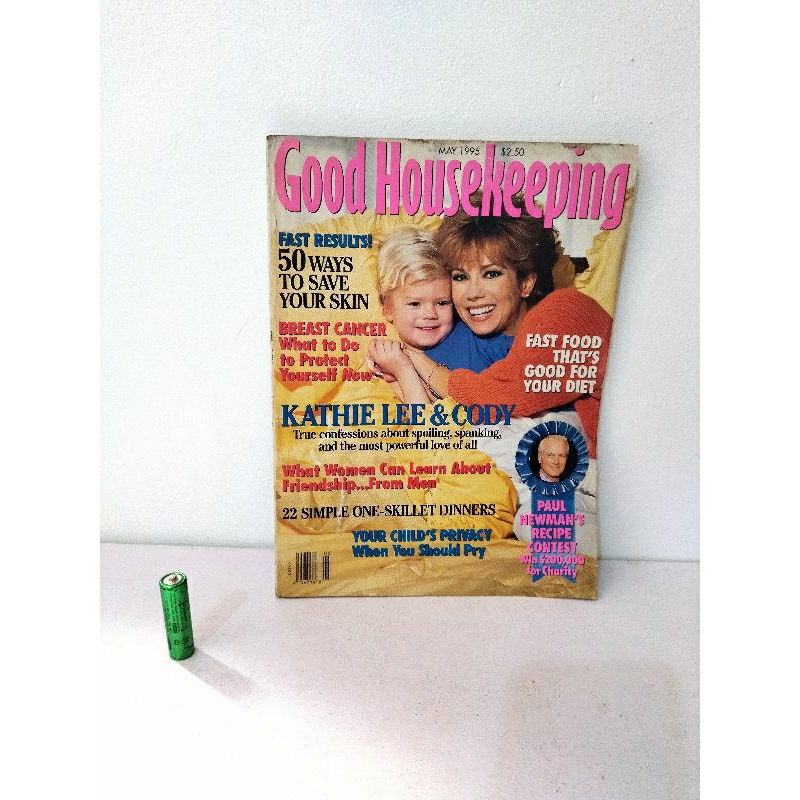 MAY 1995 $2.50
Good Housekeeping
FAST RESULTS!
50 WAYS
TO SAVE
YOUR SKIN
BREAST CANCER
What to Do
to Protect
Yourself Now
FAST FOOD
THAT'S
GOOD FOR
YOUR DIET
KATHIE LEE & CODY
True confessions about spoiling, spanking,
and the most powerful love of all
What Women Can Learn About
Friendship...From Men
22 SIMPLE ONE-SKILLET DINNERS
YOUR CHILD'S PRIVACY
When You Should Pry
PAUL
NEWMAN'S
RECIPE
CONTEST
Win $200,000
for Charity